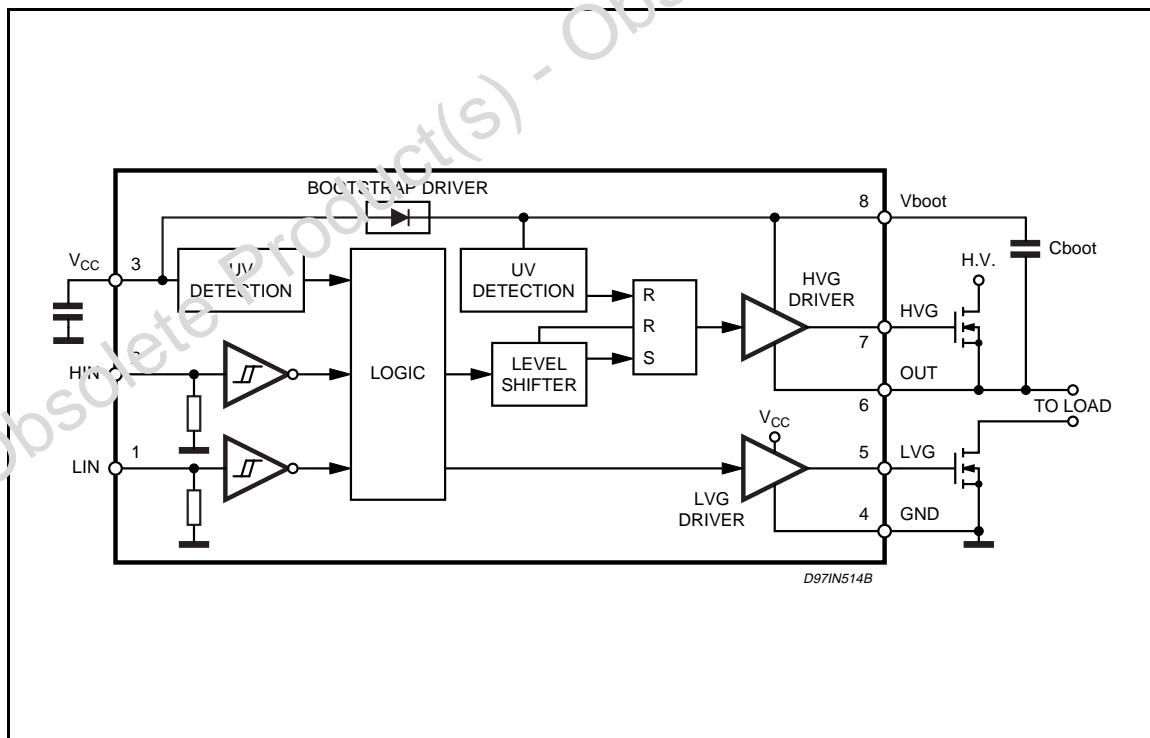 Obsolete Product(s) - Obs
BOOTSTRAP DRIVER
8 Vboot
Cboot
H.V.
VCC 3
UV DETECTION
UV DETECTION
R
R
S
HVG DRIVER
HVG
7
HIN
LOGIC
LEVEL SHIFTER
OUT
6
TO LOAD
VCC
LIN 1
5 LVG
LVG DRIVER
4 GND
D97IN514B